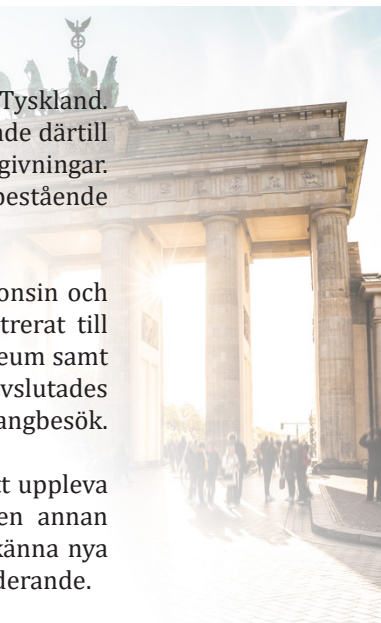 Tyskland.
nde därtill
givningar.
bestående
onsin och
trerat till
eum samt
vslutades
angbesök.
tt uppleva
en annan
känna nya
derande.